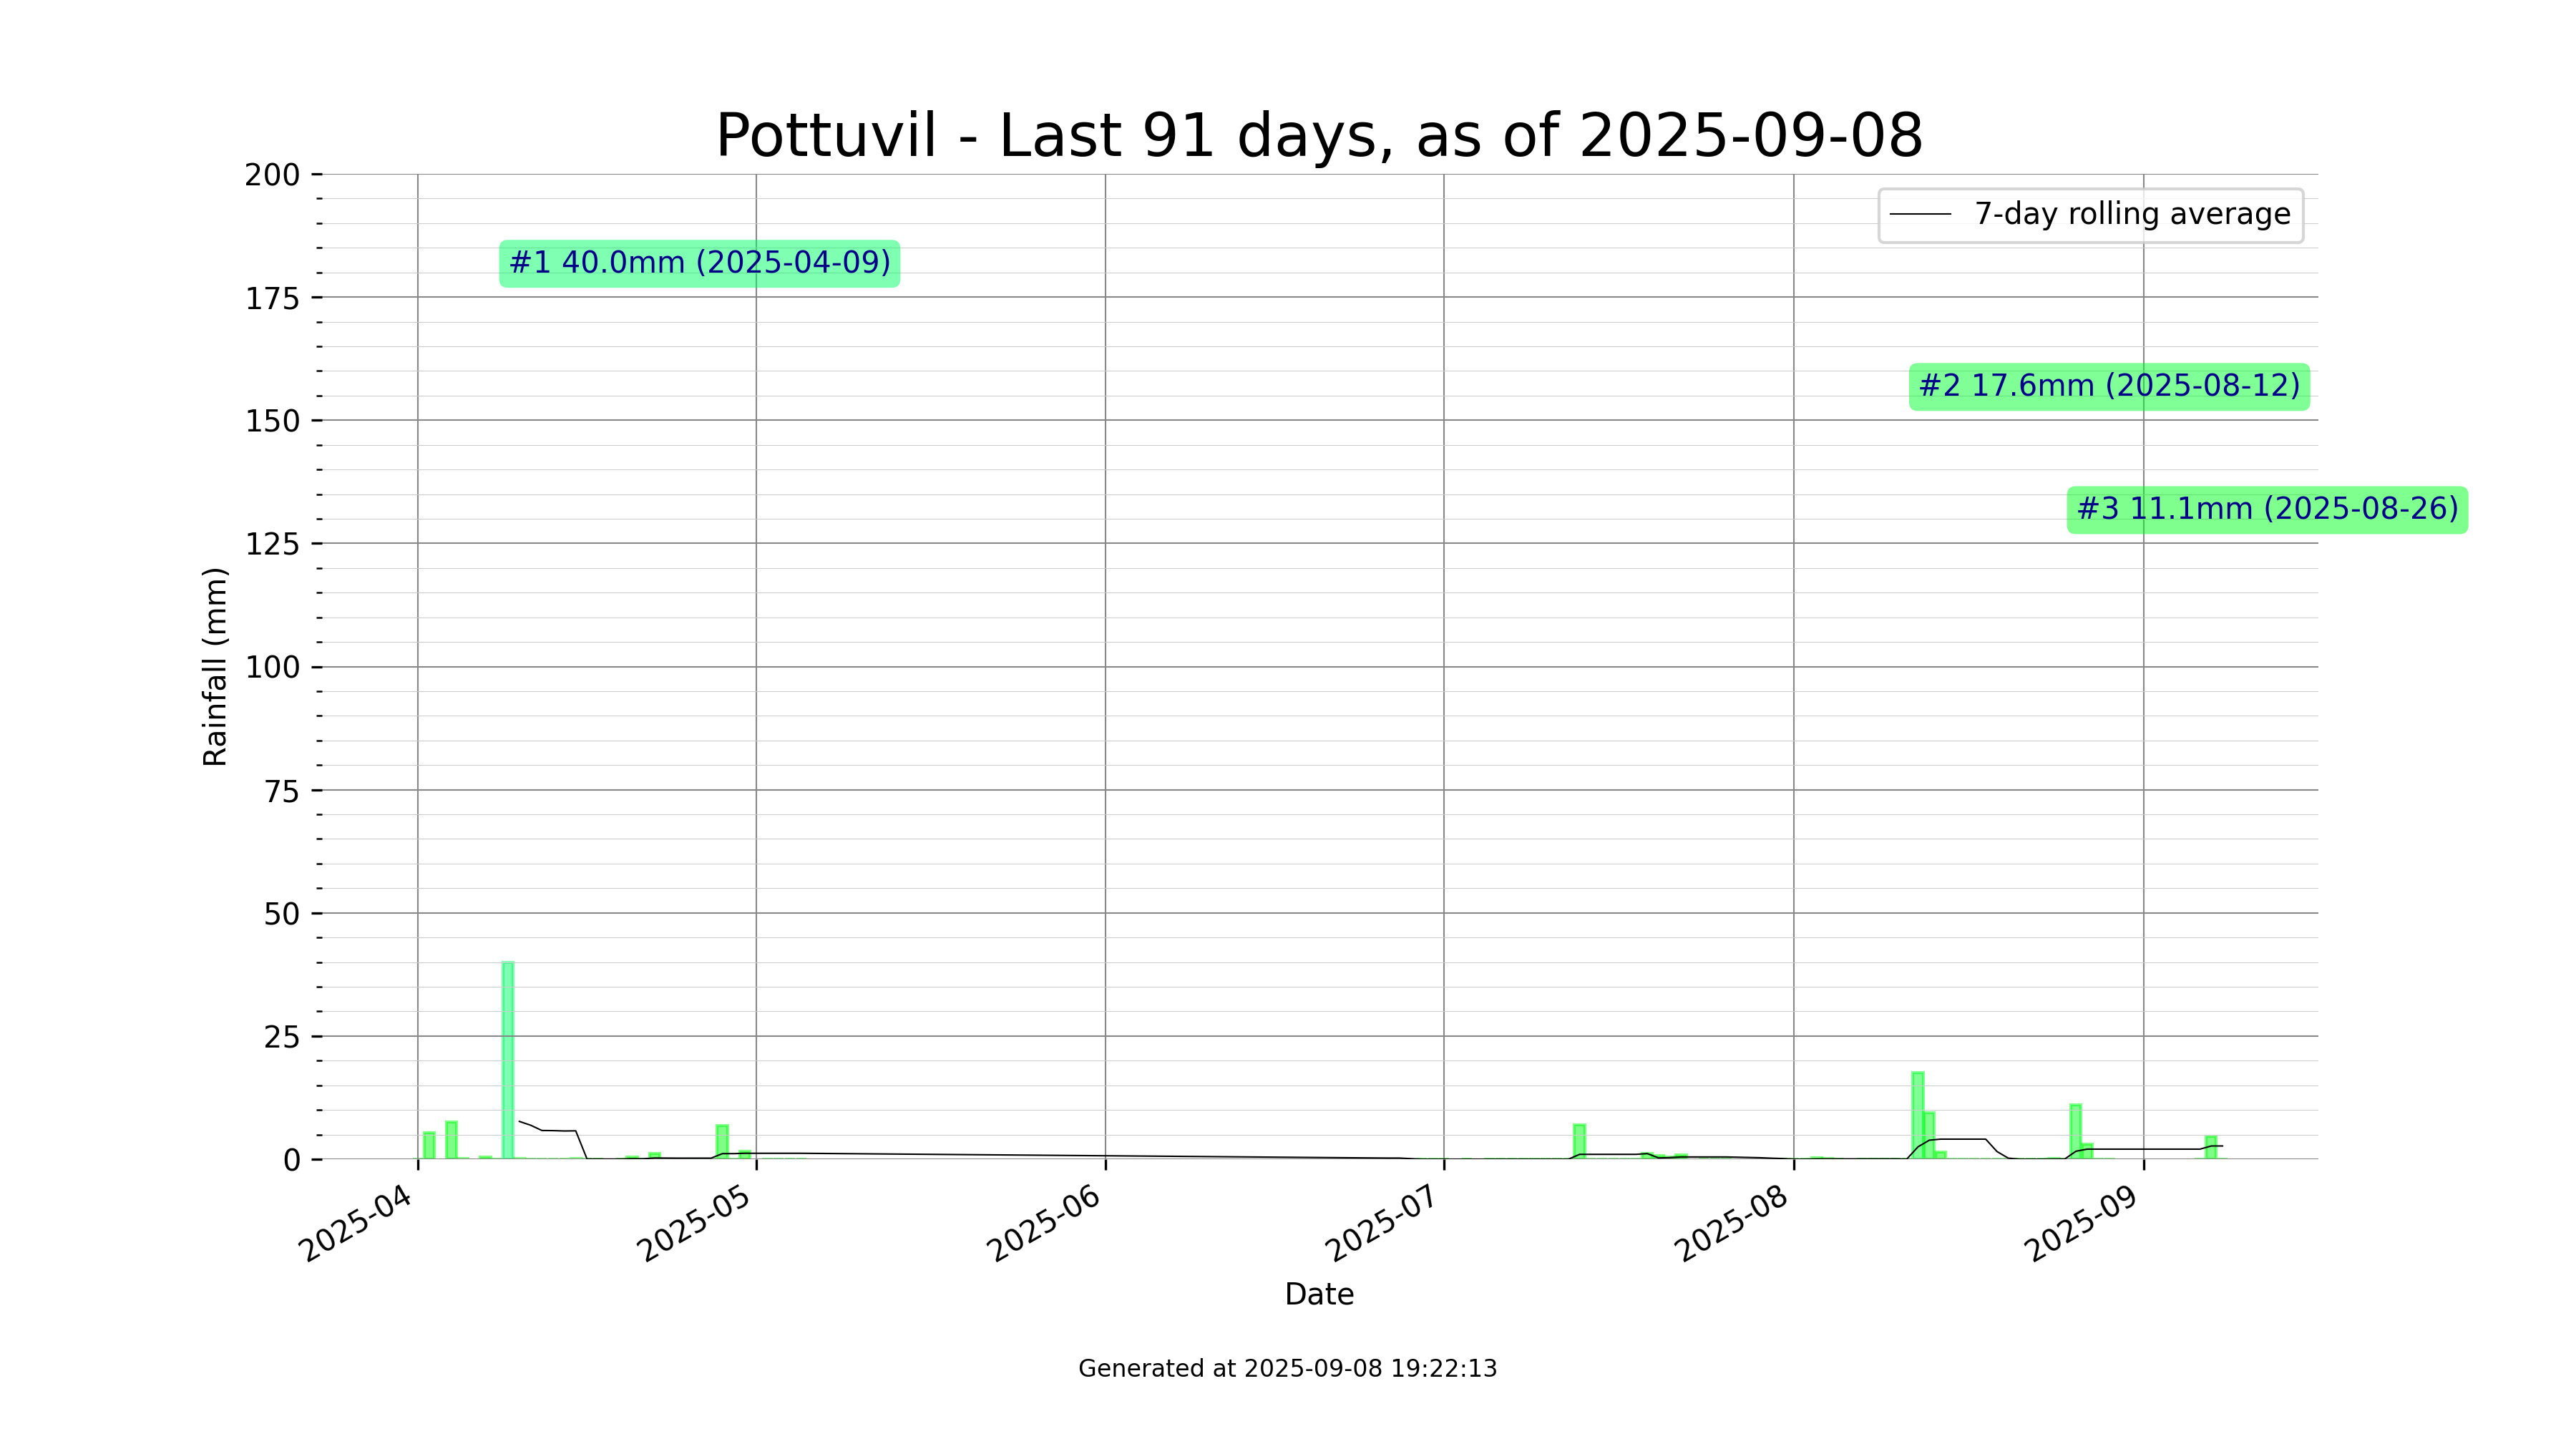 Pottuvil - Last 91 days, as of 2025-09-08
200
175
150
125
100
75
50
25
0
Rainfall (mm)
7-day rolling average
#1 40.0mm (2025-04-09)
#2 17.6mm (2025-08-12)
#3 11.1mm (2025-08-26)
2025-04
2025-05
2025-06
2025-07
2025-08
2025-09
Date
Generated at 2025-09-08 19:22:13